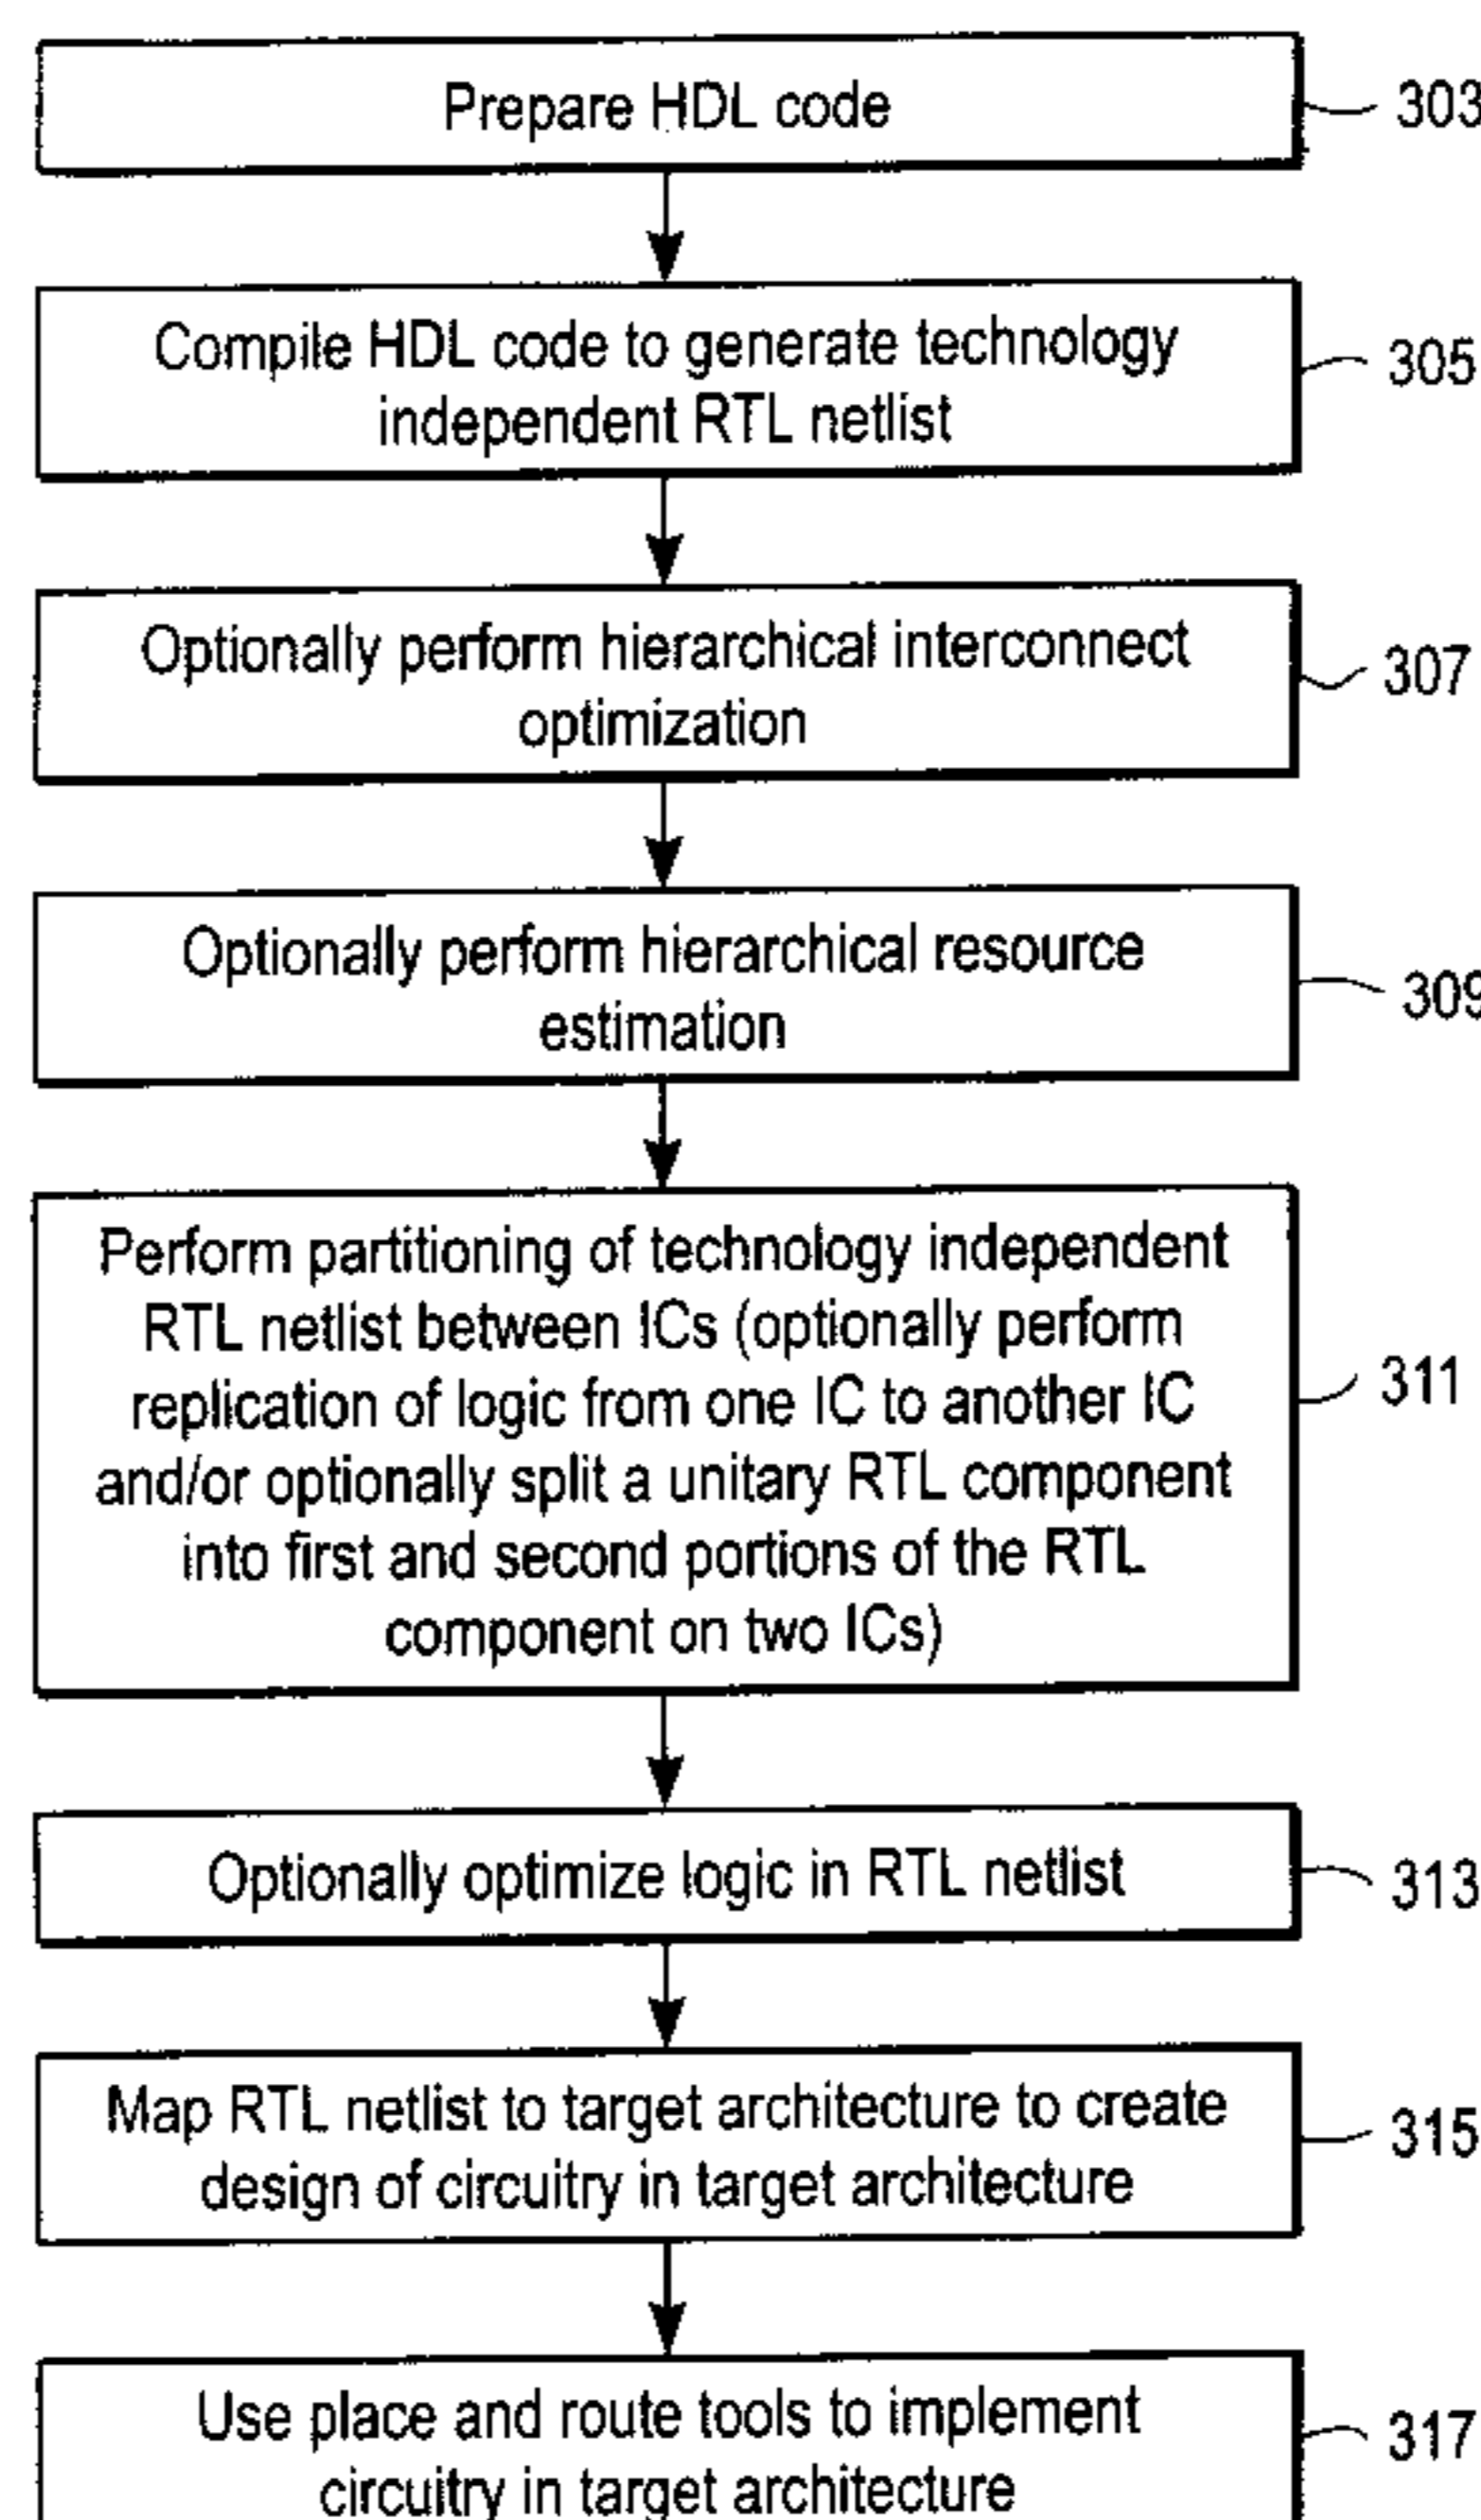 Prepare HDL code
303
Compile HDL code to generate technology
independent RTL netlist
305
Optionally perform hierarchical interconnect
optimization
307
Optionally perform hierarchical resource
estimation
309
Perform partitioning of technology independent
RTL netlist between ICs (optionally perform
replication of logic from one IC to another IC
and/or optionally split a unitary RTL component
into first and second portions of the RTL
component on two ICs)
311
Optionally optimize logic in RTL netlist
313
Map RTL netlist to target architecture to create
design of circuitry in target architecture
315
Use place and route tools to implement
circuitry in target architecture
317